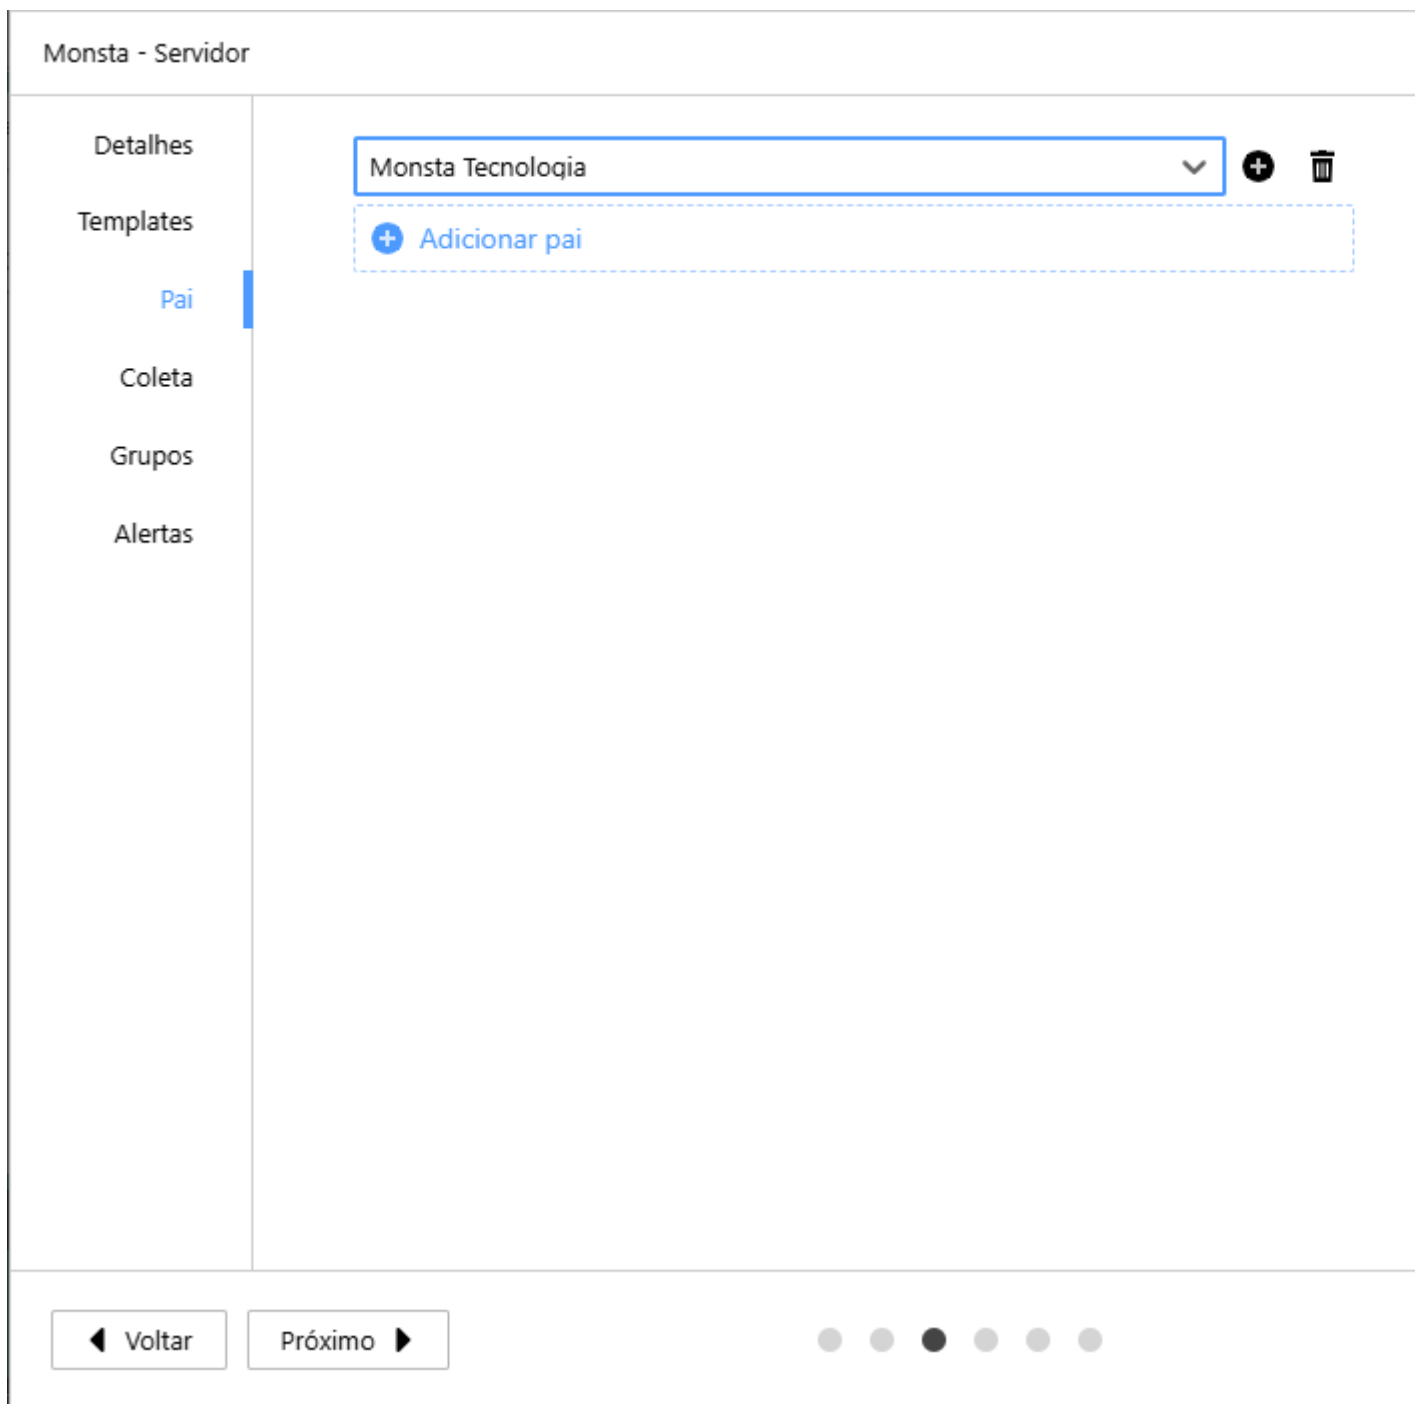 Monsta - Servidor
Detalhes
Templates
Pai
Coleta
Grupos
Alertas
Monsta Tecnologia
Adicionar pai
Voltar
Próximo